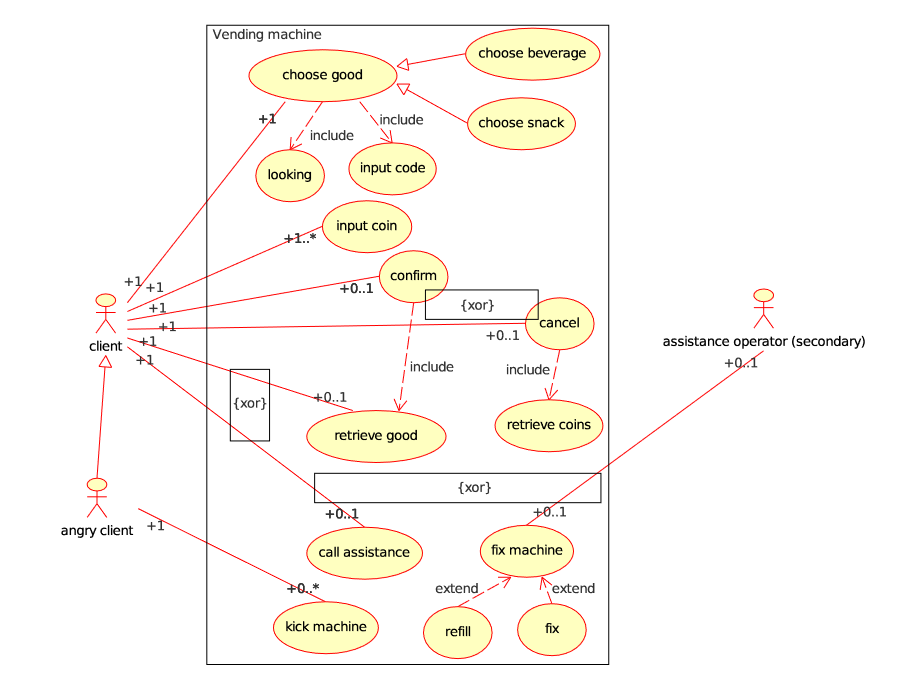 Vending machine
choose beverage
choose good
+1
choose snack
include
include
looking
input code
input coin
+1..*
confirm
+1
+1
+0..1
+1
{xor}
cancel
+1
+0..1
client
+1
+1
assistance operator (secondary)
+0..1
include
include
{xor}
+0..1
retrieve good
retrieve coins
{xor}
angry client
+1
+0..1
+0..1
call assistance
fix machine
+0..*
extend
extend
kick machine
refill
fix